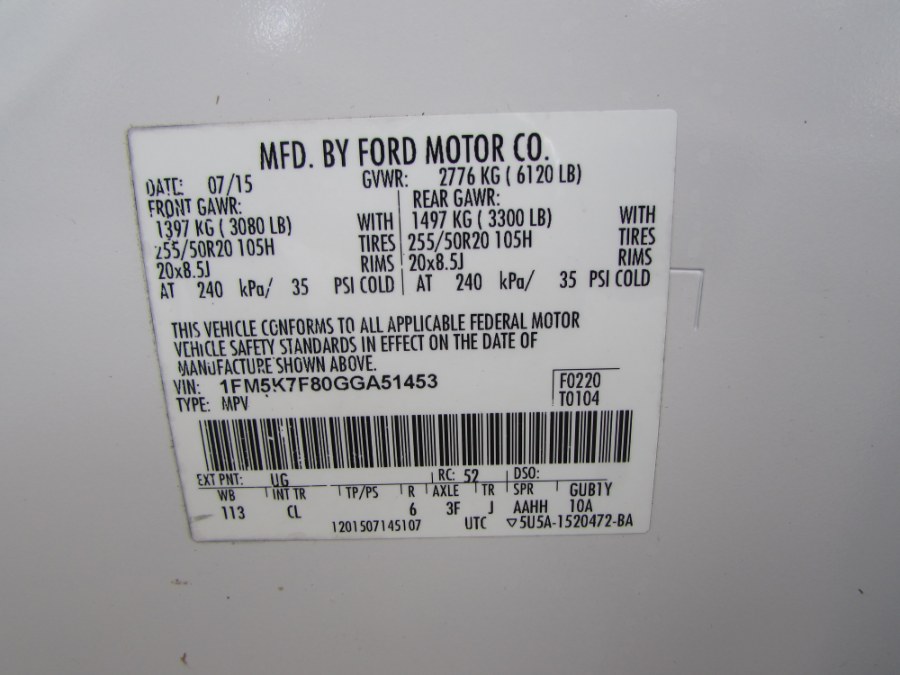 MFD. BY FORD MOTOR CO.
DATE: 07/15 GVWR: 2776 KG ( 6120 LB)
FRONT GAWR: REAR GAWR:
1397 KG ( 3080 LB) WITH 1497 KG ( 3300 LB) WITH
255/50R20 105H TIRES 255/50R20 105H TIRES
20x8.5J RIMS 20x8.5J RIMS
AT 240 kPa/ 35 PSI COLD AT 240 kPa/ 35 PSI COLD
THIS VEHICLE CONFORMS TO ALL APPLICABLE FEDERAL MOTOR
VEHICLE SAFETY STANDARDS IN EFFECT ON THE DATE OF
MANUFACTURE SHOWN ABOVE.
VIN: 1FM5K7F80GGA51453 F0220
TYPE: MPV T0104
EXT PNT: UG RC: 52 DSO:
WB INT TR TP/PS R AXLE TR SPR GUB1Y
113 CL 6 3F J AAHH 10A
1201507145107 UTC ▽5U5A-1520472-BA